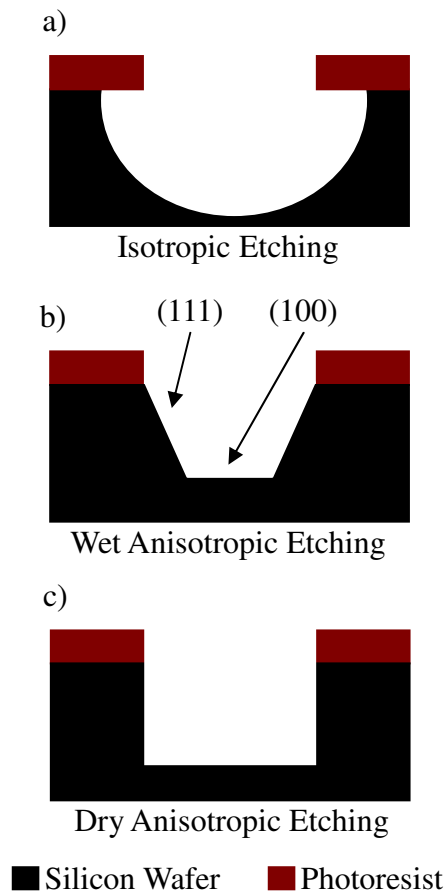 a)
Isotropic Etching
b)
(111) (100)
Wet Anisotropic Etching
c)
Dry Anisotropic Etching
Silicon Wafer Photoresist